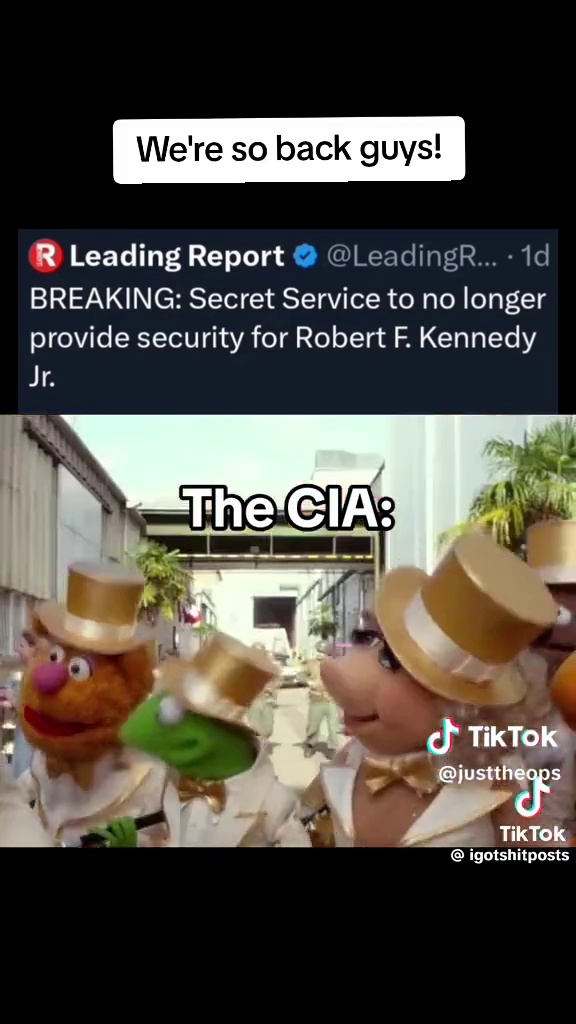 We're so back guys!
Leading Report @LeadingR... · 1d
BREAKING: Secret Service to no longer
provide security for Robert F. Kennedy
Jr.
The CIA:
TikTok
@justtheops
TikTok
@ igotshitposts